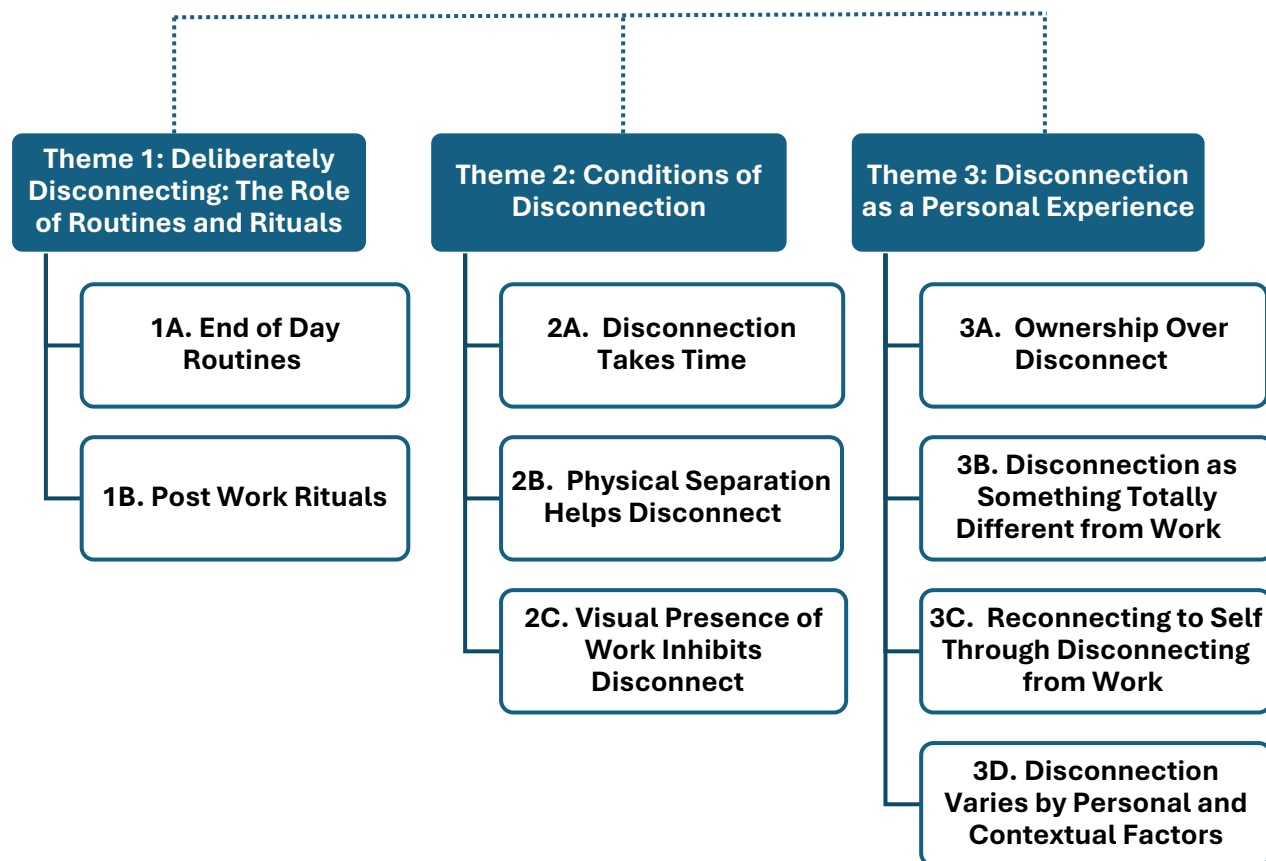 Theme 1: Deliberately
Disconnecting: The Role
of Routines and Rituals
1A. End of Day
Routines
1B. Post Work Rituals
Theme 2: Conditions of
Disconnection
2A.  Disconnection
Takes Time
2B.  Physical Separation
Helps Disconnect
2C. Visual Presence of
Work Inhibits
Disconnect
Theme 3: Disconnection
as a Personal Experience
3A.  Ownership Over
Disconnect
3B. Disconnection as
Something Totally
Different from Work
3C.  Reconnecting to Self
Through Disconnecting
from Work
3D. Disconnection
Varies by Personal and
Contextual Factors